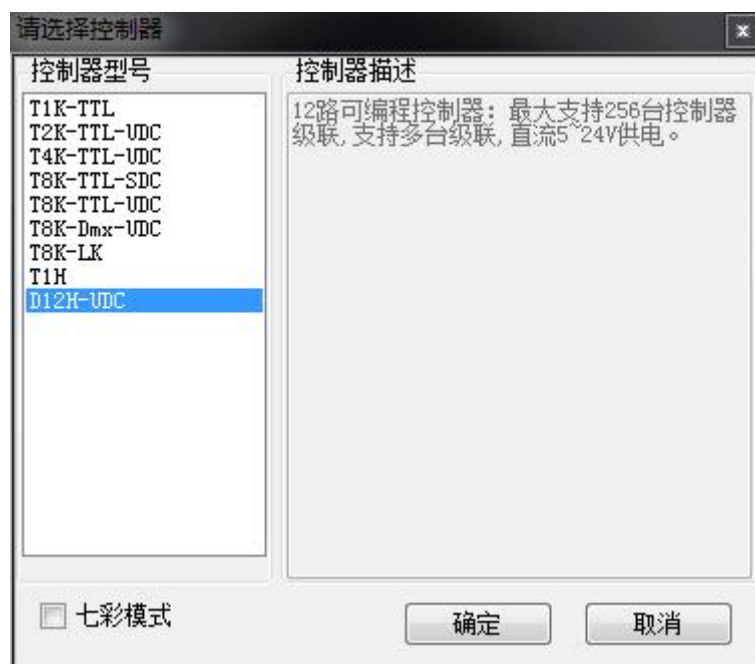 请选择控制器
x
控制器型号
T1K-TTL
T2K-TTL-UDC
T4K-TTL-UDC
T8K-TTL-SDC
T8K-TTL-UDC
T8K-Dmx-UDC
T8K-LK
T1H
D12H-UDC
控制器描述
12路可编程控制器：最大支持256台控制器
级联,支持多台级联,直流5~24V供电。
七彩模式
确定
取消